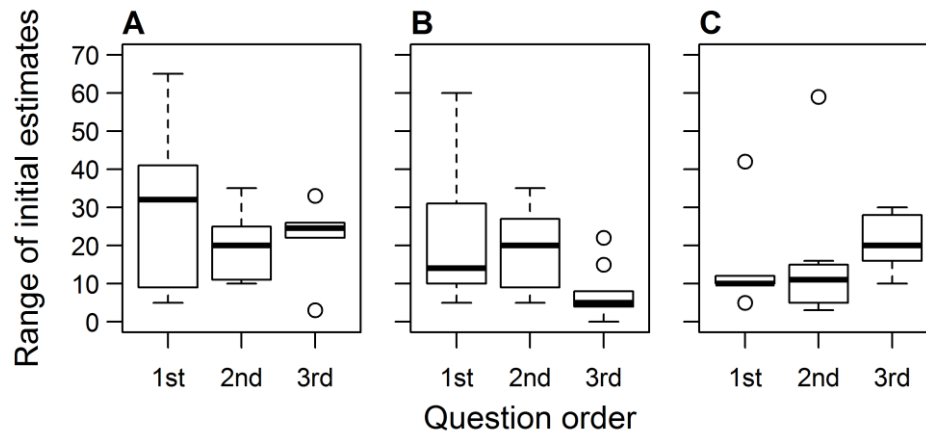 A B C
Range of initial estimates
70
60
50
40
30
20
10
0
1st 2nd 3rd 1st 2nd 3rd 1st 2nd 3rd
Question order